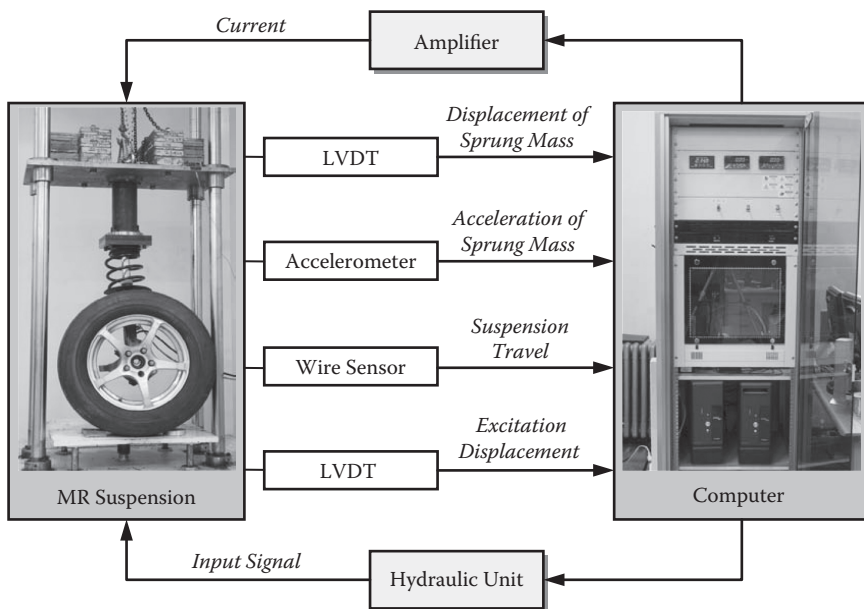 Current
Amplifier
LVDT
Displacement of
Sprung Mass
Accelerometer
Acceleration of
Sprung Mass
Wire Sensor
Suspension
Travel
LVDT
Excitation
Displacement
MR Suspension
Computer
Input Signal
Hydraulic Unit